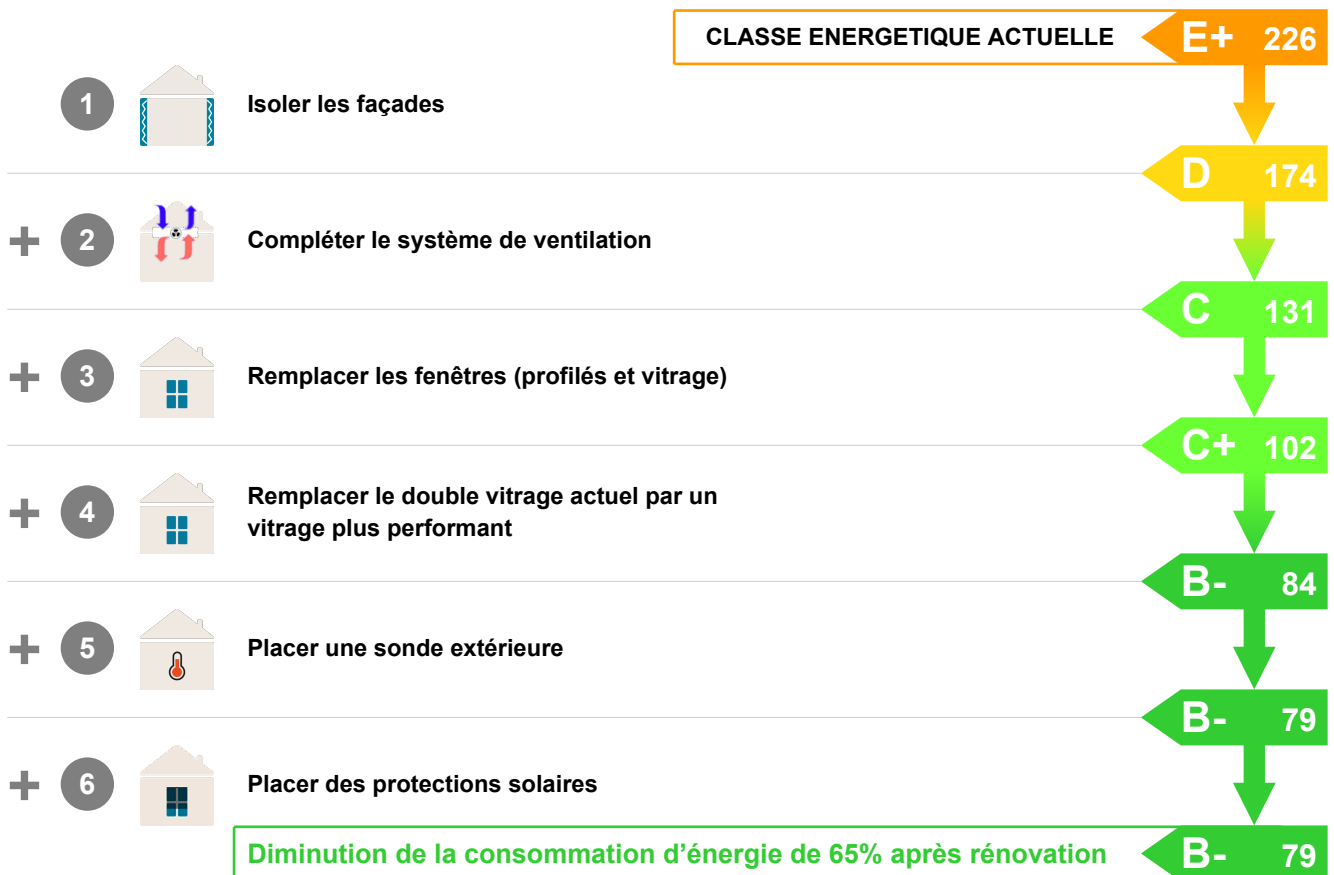 CLASSE ENERGETIQUE ACTUELLE E+ 226
1 Isoler les façades
D 174
+ 2 Compléter le système de ventilation
C 131
+ 3 Remplacer les fenêtres (profilés et vitrage)
C+ 102
+ 4 Remplacer le double vitrage actuel par un
vitrage plus performant
B- 84
+ 5 Placer une sonde extérieure
B- 79
+ 6 Placer des protections solaires
Diminution de la consommation d’énergie de 65% après rénovation B- 79